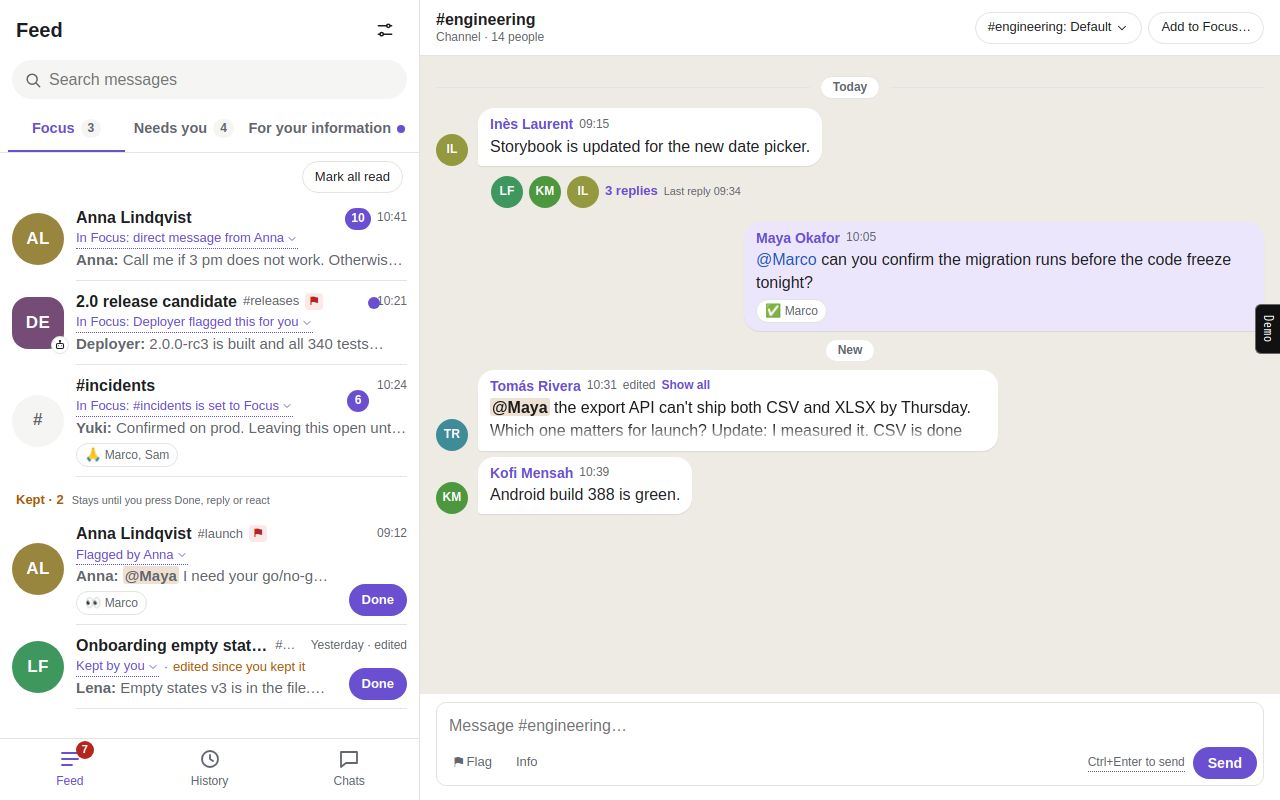 Feed
Search messages
Focus 3
Needs you 4
For your information
Mark all read
AL
Anna Lindqvist
10
10:41
In Focus: direct message from Anna
Anna: Call me if 3 pm does not work. Otherwis…
DE
2.0 release candidate #releases
10:21
In Focus: Deployer flagged this for you
Deployer: 2.0.0-rc3 is built and all 340 tests…
#
#incidents
10:24
In Focus: #incidents is set to Focus
6
Yuki: Confirmed on prod. Leaving this open unt…
🙏 Marco, Sam
Kept · 2 Stays until you press Done, reply or react
AL
Anna Lindqvist #launch
09:12
Flagged by Anna
Anna: @Maya I need your go/no-g…
👀 Marco
Done
LF
Onboarding empty stat… #… Yesterday · edited
Kept by you · edited since you kept it
Lena: Empty states v3 is in the file.…
Done
7
Feed
History
Chats
#engineering
Channel · 14 people
#engineering: Default
Add to Focus…
Today
IL
Inès Laurent 09:15
Storybook is updated for the new date picker.
LF KM IL 3 replies Last reply 09:34
Maya Okafor 10:05
@Marco can you confirm the migration runs before the code freeze
tonight?
✅ Marco
New
TR
Tomás Rivera 10:31 edited Show all
@Maya the export API can't ship both CSV and XLSX by Thursday.
Which one matters for launch? Update: I measured it. CSV is done
KM
Kofi Mensah 10:39
Android build 388 is green.
Message #engineering…
Flag
Info
Ctrl+Enter to send
Send
Demo